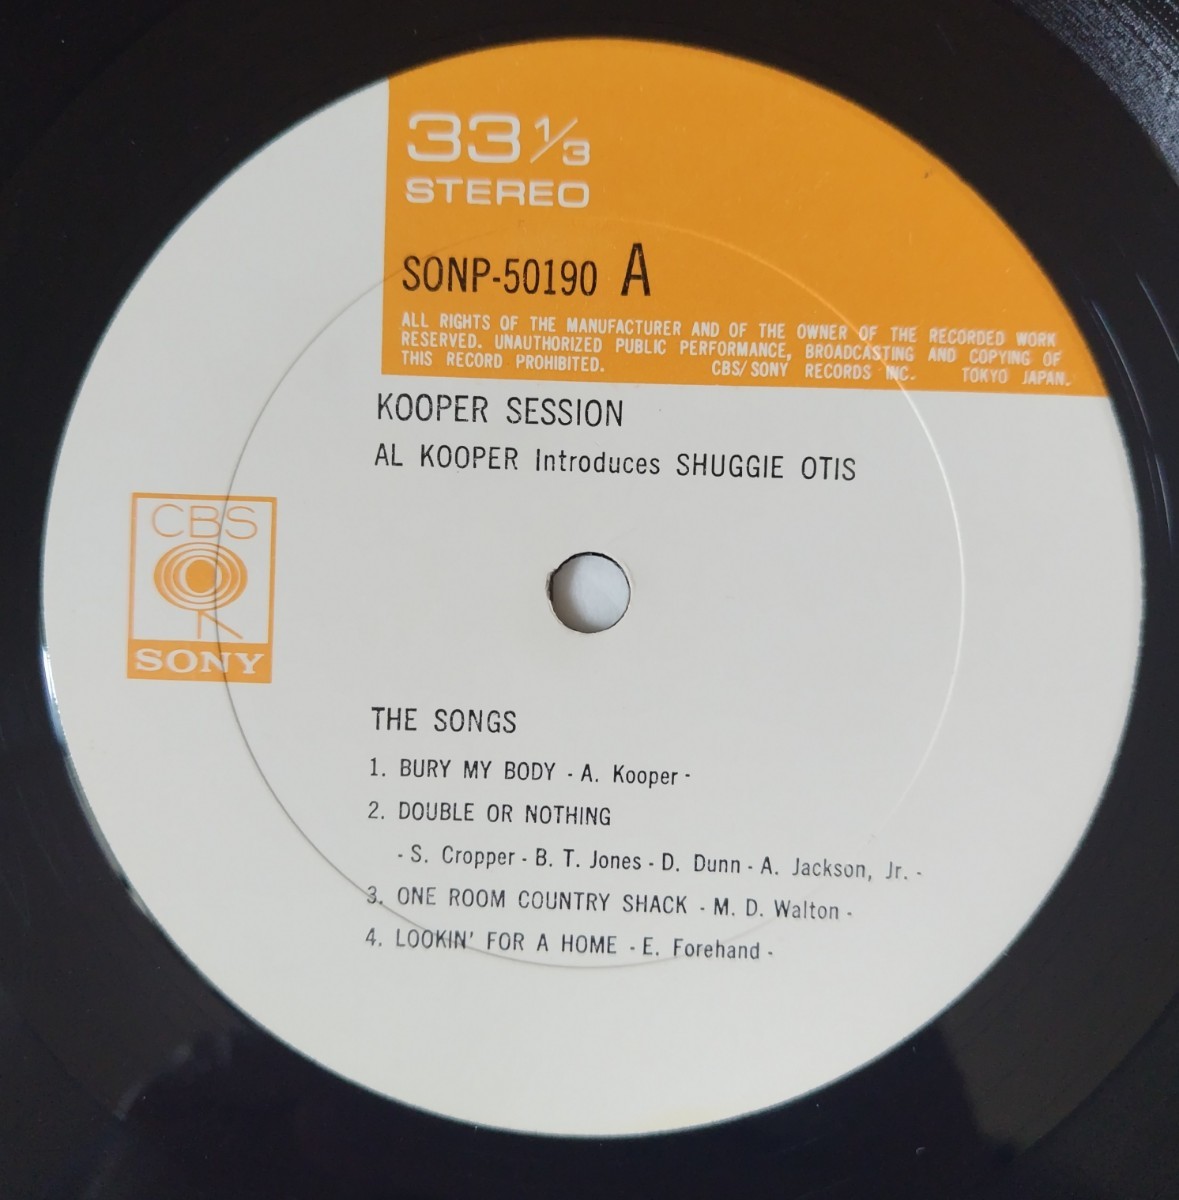 33 1/3
STEREO
SONP-50190 A
ALL RIGHTS OF THE MANUFACTURER AND OF THE OWNER OF THE RECORDED WORK
RESERVED. UNAUTHORIZED PUBLIC PERFORMANCE, BROADCASTING AND COPYING OF
THIS RECORD PROHIBITED. CBS/SONY RECORDS INC. TOKYO JAPAN.
KOOPER SESSION
AL KOOPER Introduces SHUGGIE OTIS
CBS
SONY
THE SONGS
1. BURY MY BODY - A. Kooper -
2. DOUBLE OR NOTHING
- S. Cropper - B. T. Jones - D. Dunn - A. Jackson, Jr. -
3. ONE ROOM COUNTRY SHACK - M. D. Walton -
4. LOOKIN' FOR A HOME - E. Forehand -